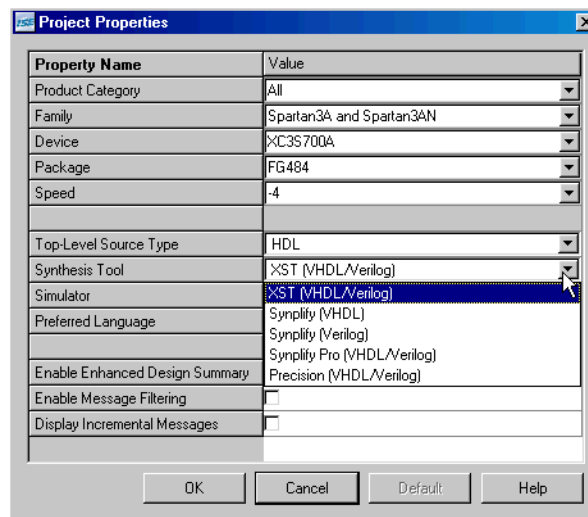 ISE Project Properties
Property Name Value
Product Category All
Family Spartan3A and Spartan3AN
Device XC3S700A
Package FG484
Speed -4
Top-Level Source Type HDL
Synthesis Tool XST (VHDL/Verilog)
Simulator XST (VHDL/Verilog)
Synplify (VHDL)
Preferred Language Synplify (Verilog)
Synplify Pro (VHDL/Verilog)
Enable Enhanced Design Summary Precision (VHDL/Verilog)
Enable Message Filtering
Display Incremental Messages
OK Cancel Default Help